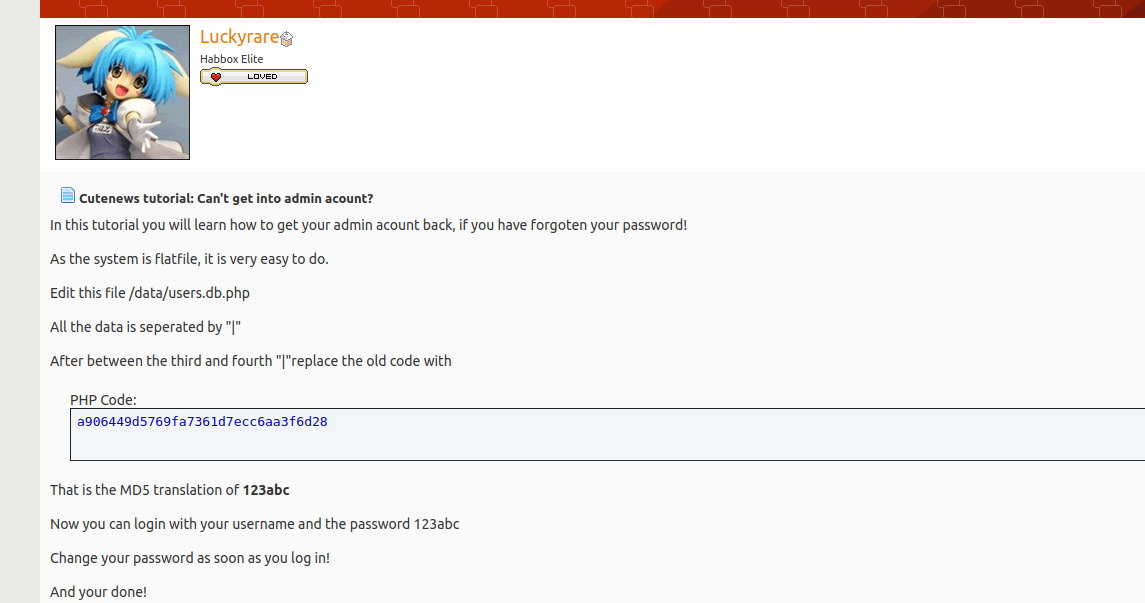 Luckyrare
Habbox Elite
LOVED
Cutenews tutorial: Can't get into admin acount?
In this tutorial you will learn how to get your admin acount back, if you have forgoten your password!
As the system is flatfile, it is very easy to do.
Edit this file /data/users.db.php
All the data is seperated by "|"
After between the third and fourth "|"replace the old code with
PHP Code:
a906449d5769fa7361d7ecc6aa3f6d28
That is the MD5 translation of 123abc
Now you can login with your username and the password 123abc
Change your password as soon as you log in!
And your done!